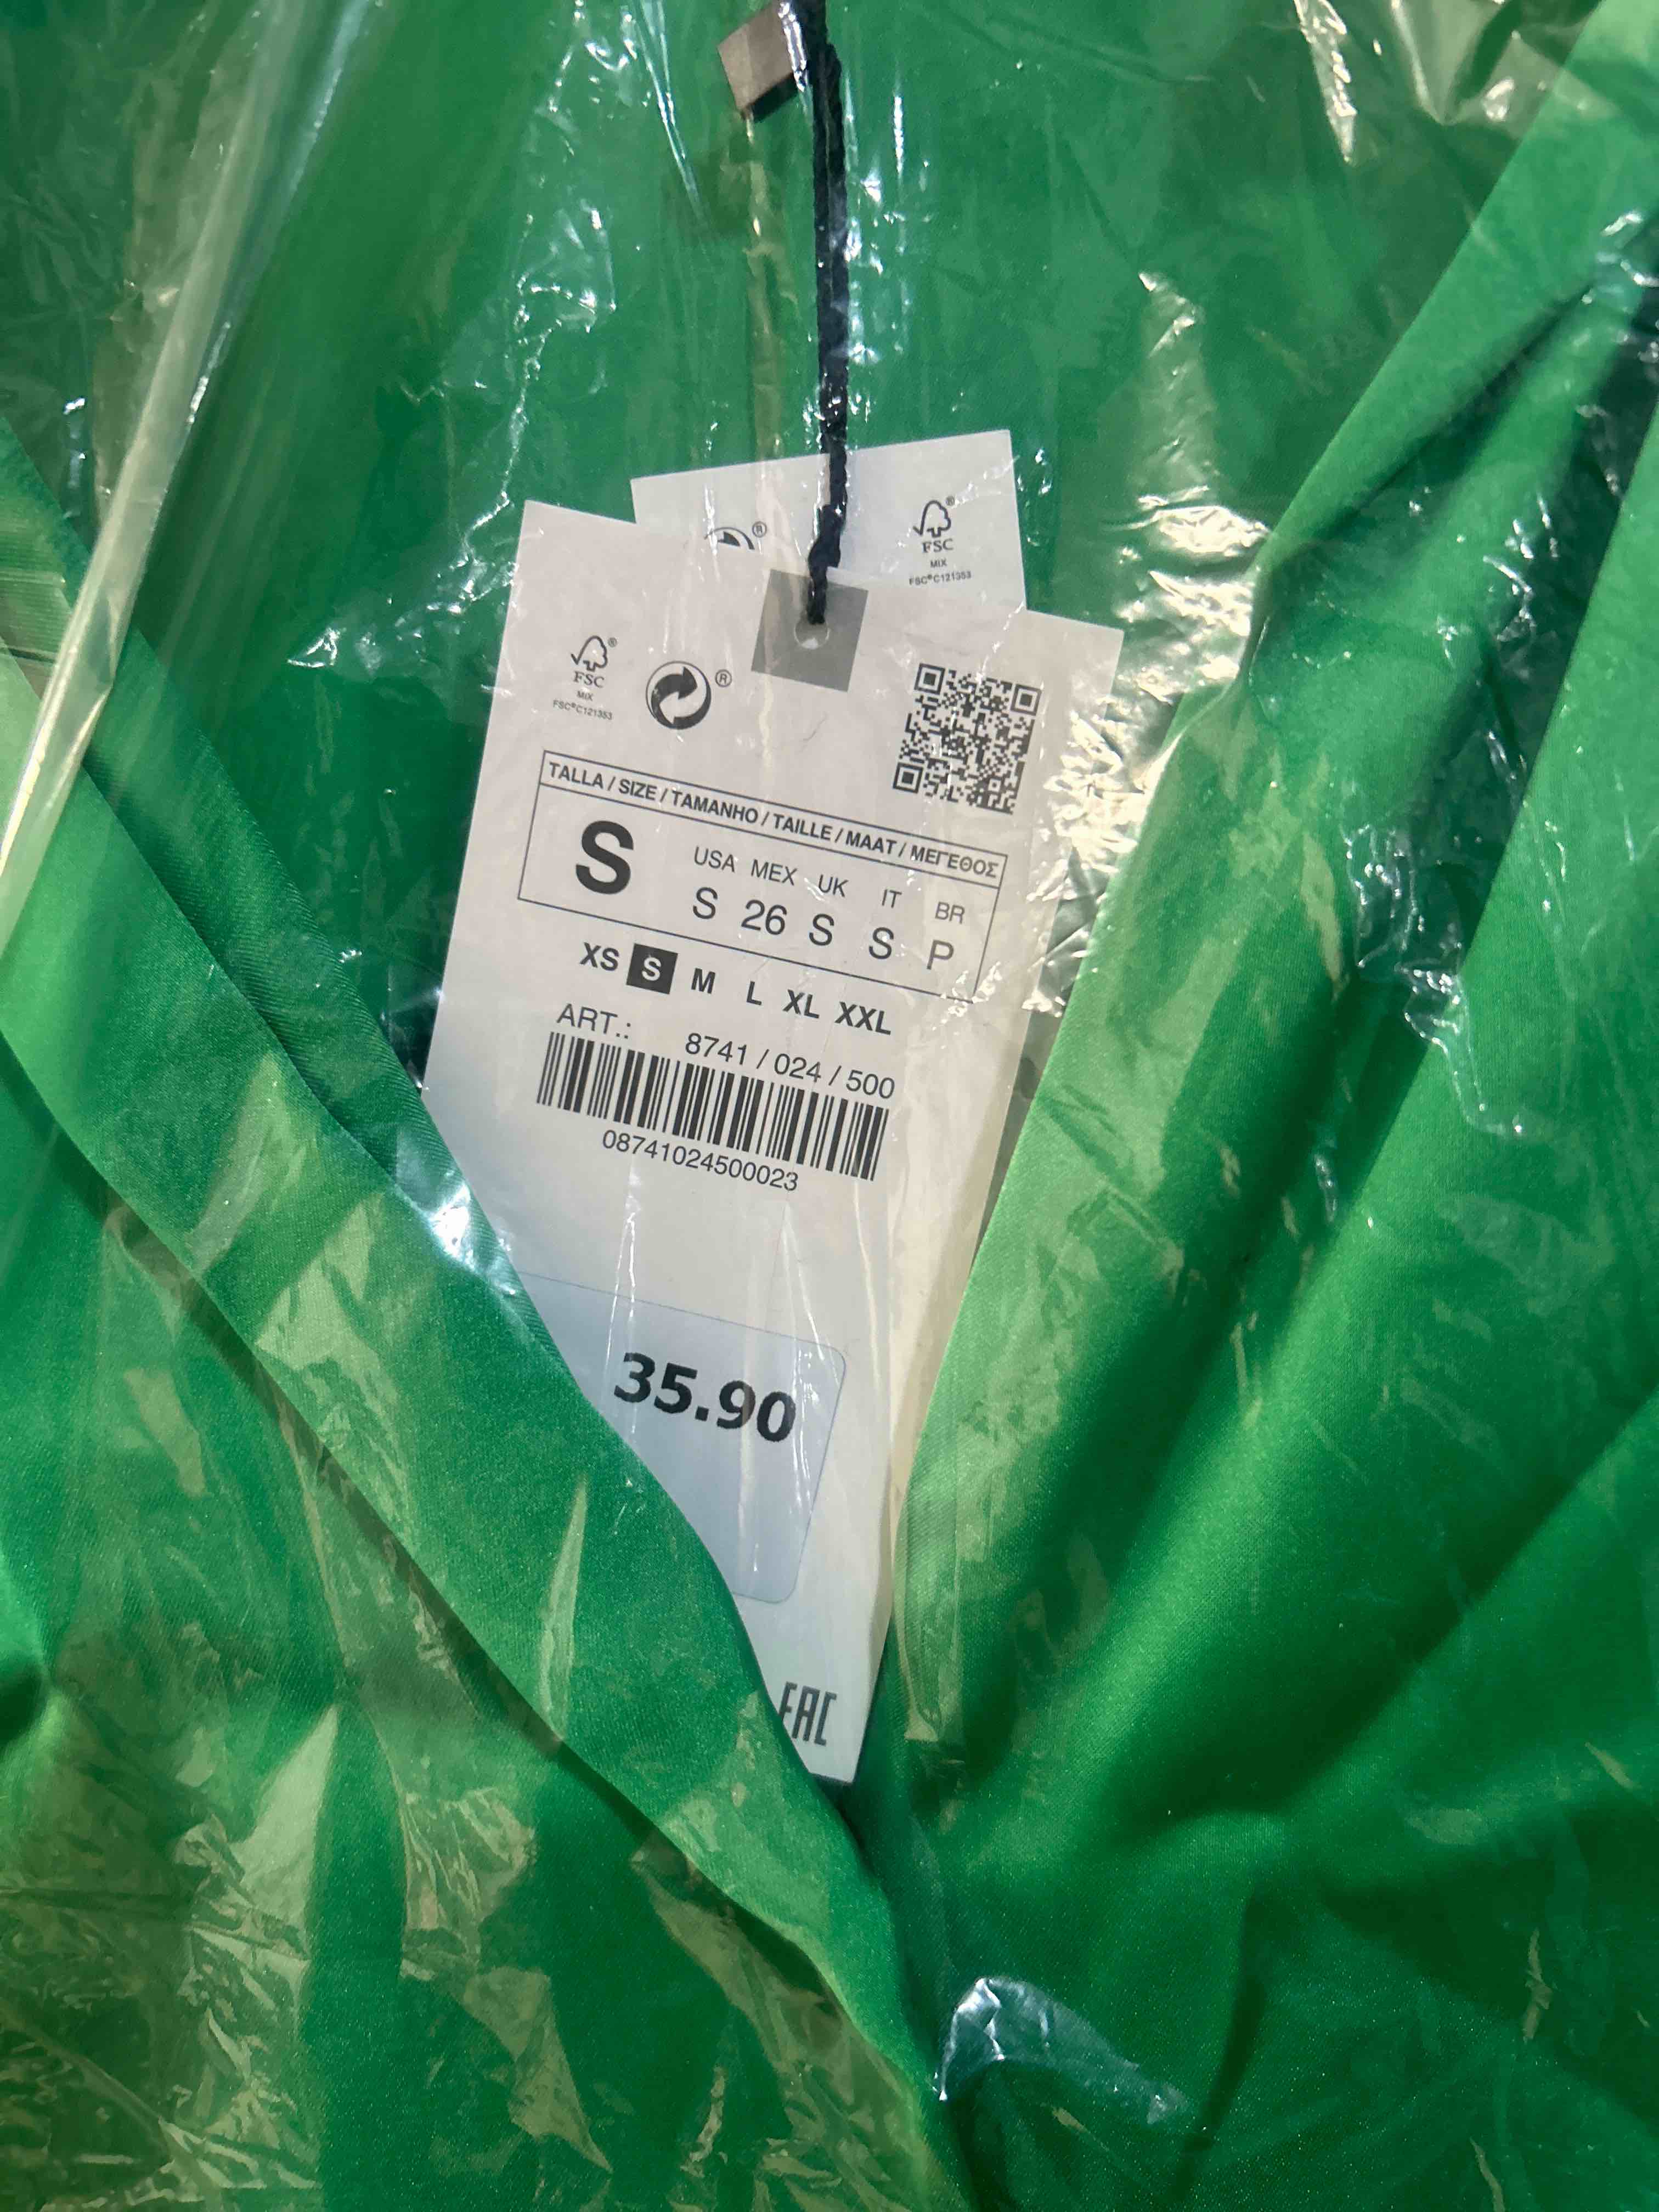 ®
®
FSC
MIX
FSC®C121353
®
FSC
MIX
FSC®C121353
®
TALLA / SIZE / TAMANHO / TAILLE / MAAT / ΜΕΓΕΘΟΣ
S
USA MEX UK IT BR
S 26 S S P
XS S M L XL XXL
ART.: 8741 / 024 / 500
08741024500023
35.90
EAC